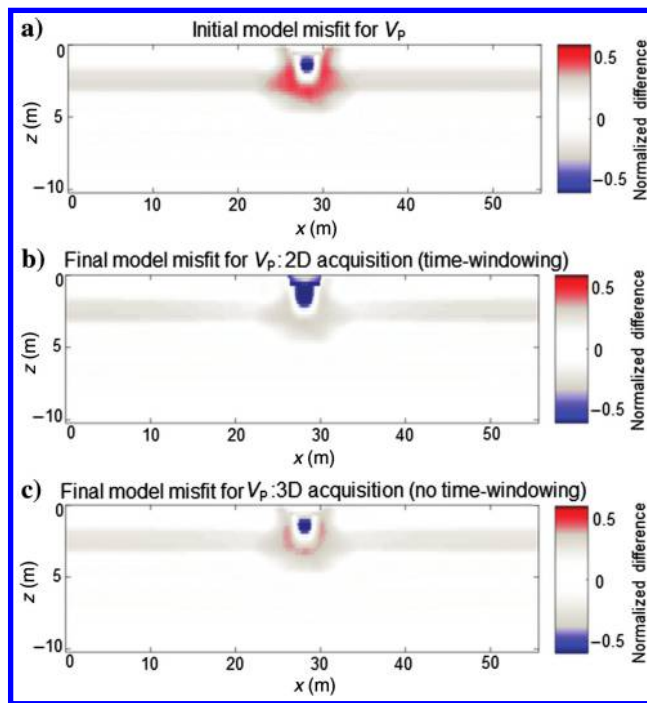 a) Initial model misfit for VP
0
5
−10
z (m)
0 10 20 30 40 50
x (m)
0.5
0
−0.5
Normalized difference
b) Final model misfit for VP: 2D acquisition (time-windowing)
0
5
−10
z (m)
0 10 20 30 40 50
x (m)
0.5
0
−0.5
Normalized difference
c) Final model misfit for VP: 3D acquisition (no time-windowing)
0
5
−10
z (m)
0 10 20 30 40 50
x (m)
0.5
0
−0.5
Normalized difference